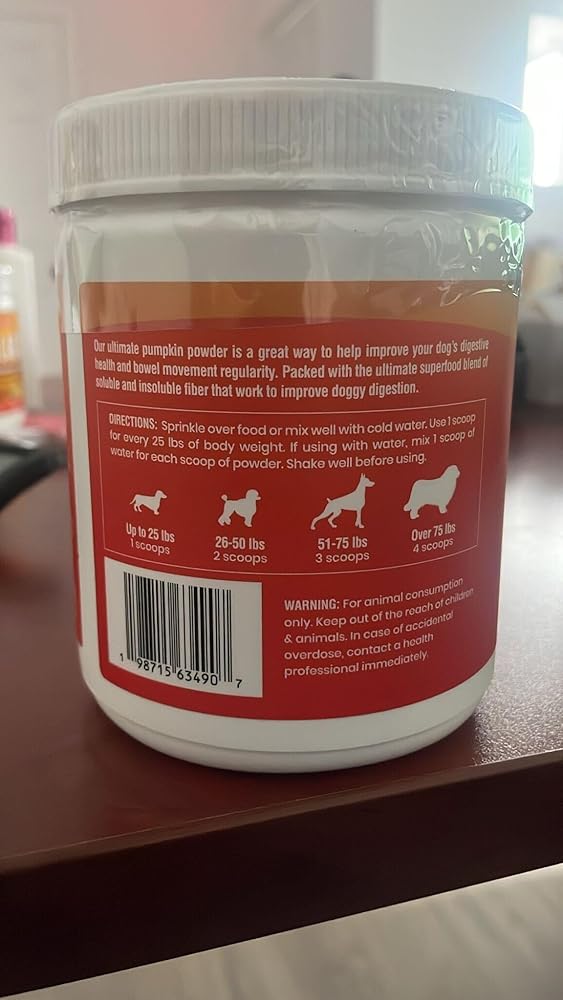 Our ultimate pumpkin powder is a great way to help improve your dog's digestive
health and bowel movement regularity. Packed with the ultimate superfood blend of
soluble and insoluble fiber that work to improve doggy digestion.
DIRECTIONS: Sprinkle over food or mix well with cold water. Use 1 scoop
for every 25 lbs of body weight. If using with water, mix 1 scoop of
water for each scoop of powder. Shake well before using.
Up to 25 lbs
1 scoops
26-50 lbs
2 scoops
51-75 lbs
3 scoops
Over 75 lbs
4 scoops
1 98715 63490 7
WARNING: For animal consumption
only. Keep out of the reach of children
& animals. In case of accidental
overdose, contact a health
professional immediately.